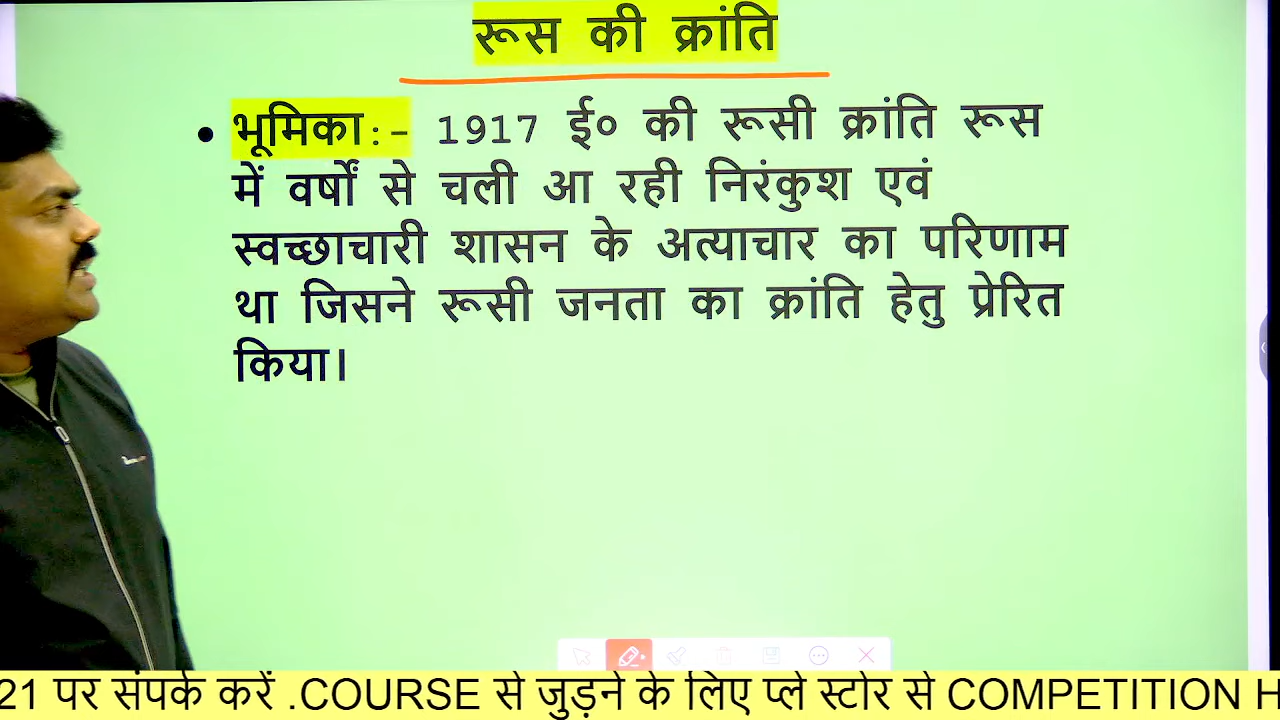 रूस की क्रांति
• भूमिका:- 1917 ई० की रूसी क्रांति रूस
में वर्षों से चली आ रही निरंकुश एवं
स्वच्छाचारी शासन के अत्याचार का परिणाम
था जिसने रूसी जनता का क्रांति हेतु प्रेरित
किया।
21 पर संपर्क करें .COURSE से जुड़ने के लिए प्ले स्टोर से COMPETITION H